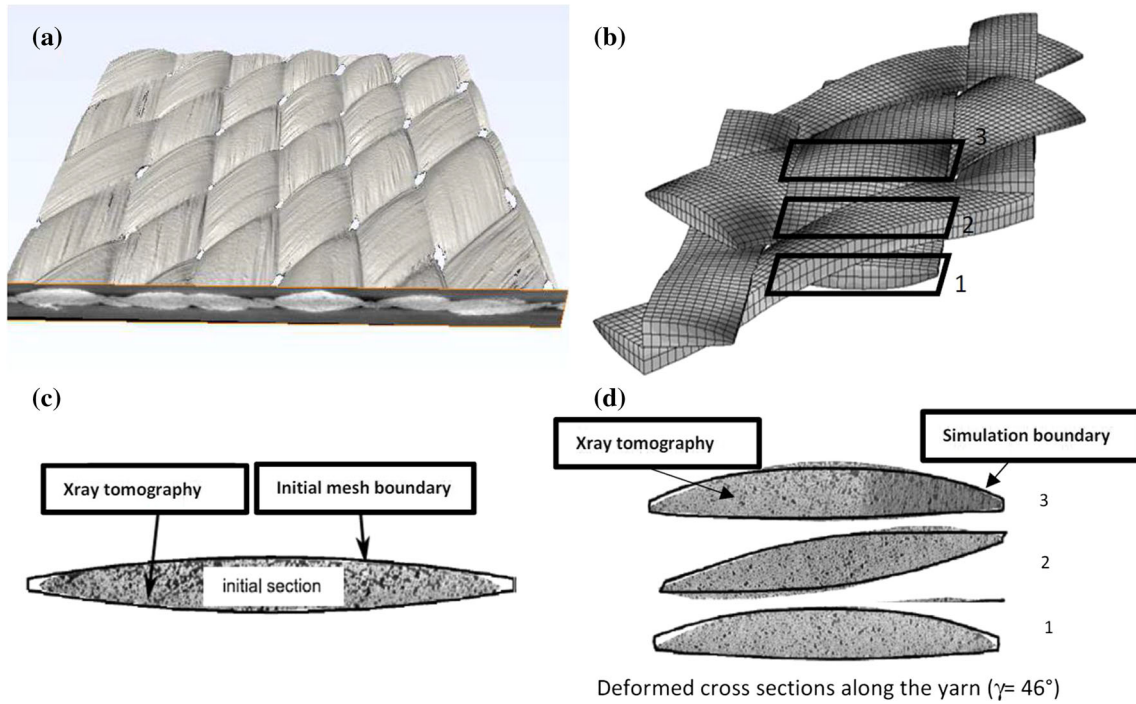 (a)
(b)
3
2
1
(c)
(d)
Xray tomography
Initial mesh boundary
initial section
Xray tomography
Simulation boundary
3
2
1
Deformed cross sections along the yarn (γ= 46°)